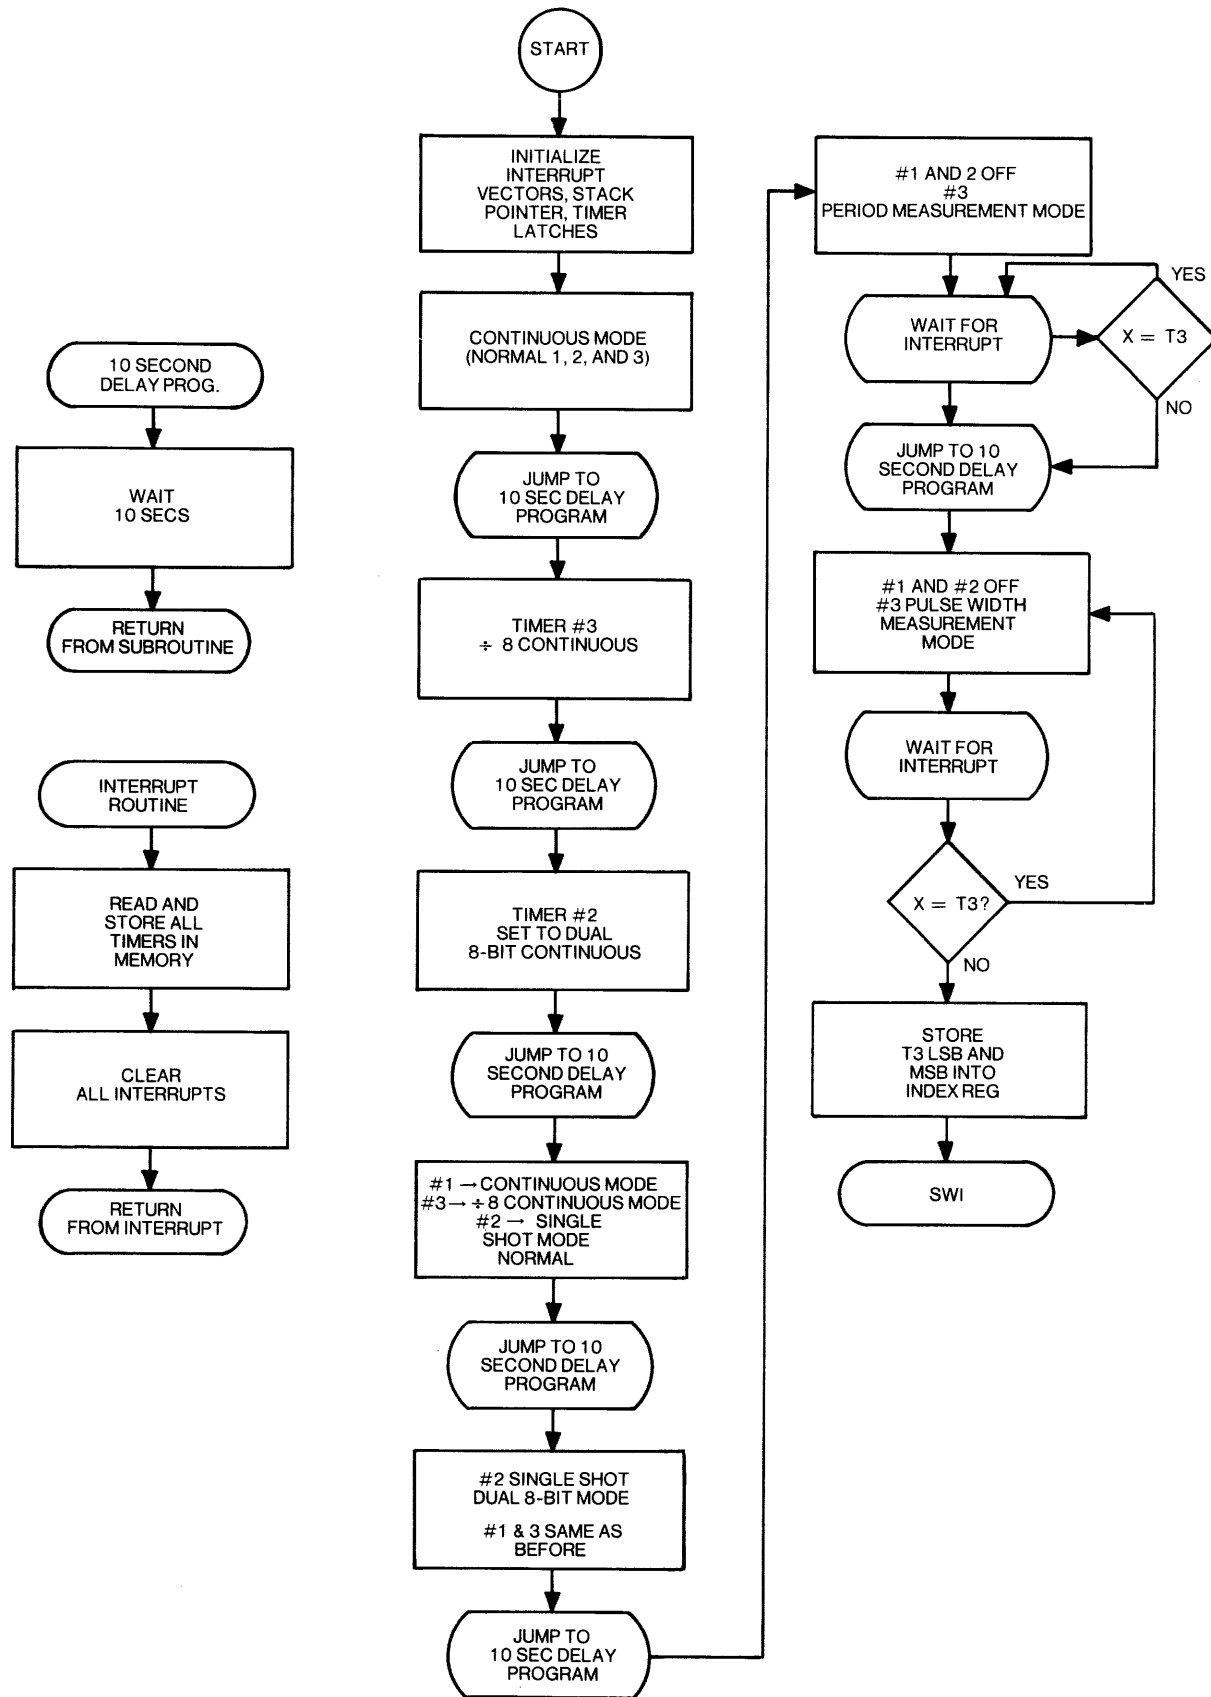 START
INITIALIZE
INTERRUPT
VECTORS, STACK
POINTER, TIMER
LATCHES
CONTINUOUS MODE
(NORMAL 1, 2, AND 3)
JUMP TO
10 SEC DELAY
PROGRAM
TIMER #3
÷ 8 CONTINUOUS
JUMP TO
10 SEC DELAY
PROGRAM
TIMER #2
SET TO DUAL
8-BIT CONTINUOUS
JUMP TO 10
SECOND DELAY
PROGRAM
#1 → CONTINUOUS MODE
#3 → ÷ 8 CONTINUOUS MODE
#2 → SINGLE
SHOT MODE
NORMAL
JUMP TO 10
SECOND DELAY
PROGRAM
#2 SINGLE SHOT
DUAL 8-BIT MODE
#1 & 3 SAME AS
BEFORE
JUMP TO
10 SEC DELAY
PROGRAM
10 SECOND
DELAY PROG.
WAIT
10 SECS
RETURN
FROM SUBROUTINE
INTERRUPT
ROUTINE
READ AND
STORE ALL
TIMERS IN
MEMORY
CLEAR
ALL INTERRUPTS
RETURN
FROM INTERRUPT
#1 AND 2 OFF
#3
PERIOD MEASUREMENT MODE
WAIT FOR
INTERRUPT
YES
X = T3
NO
JUMP TO 10
SECOND DELAY
PROGRAM
#1 AND #2 OFF
#3 PULSE WIDTH
MEASUREMENT
MODE
WAIT FOR
INTERRUPT
X = T3?
YES
NO
STORE
T3 LSB AND
MSB INTO
INDEX REG
SWI